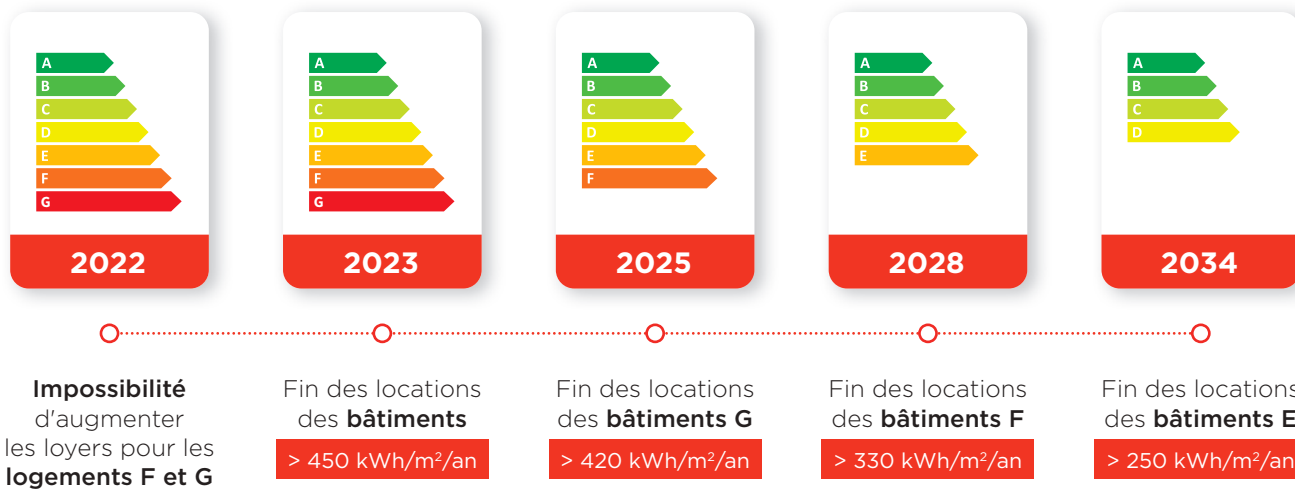 A
B
C
D
E
F
G
2022
A
B
C
D
E
F
G
2023
A
B
C
D
E
F
2025
A
B
C
D
E
2028
A
B
C
D
2034
Impossibilité
d'augmenter
les loyers pour les
logements F et G
Fin des locations
des bâtiments
> 450 kWh/m²/an
Fin des locations
des bâtiments G
> 420 kWh/m²/an
Fin des locations
des bâtiments F
> 330 kWh/m²/an
Fin des locations
des bâtiments E
> 250 kWh/m²/an